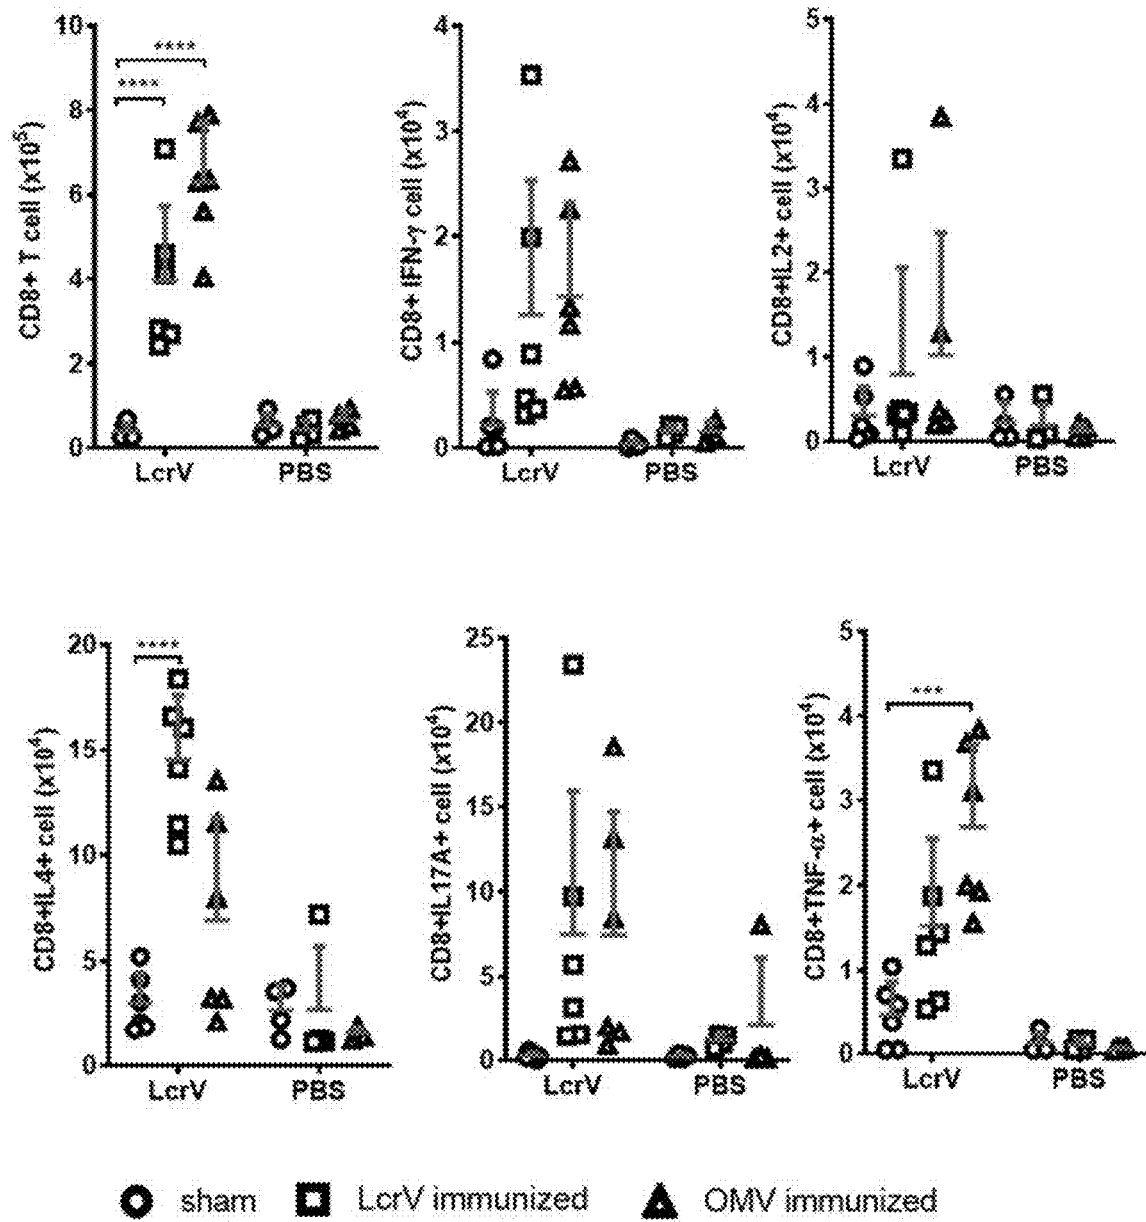 10
8
6
4
2
0
CD8+ T cell (x10⁵)
****
****
LcrV
PBS
4
3
2
1
0
CD8+ IFN-γ cell (x10⁴)
LcrV
PBS
5
4
3
2
1
0
CD8+IL2+ cell (x10⁴)
LcrV
PBS
20
15
10
5
0
CD8+IL4+ cell (x10⁴)
****
LcrV
PBS
25
20
15
10
5
0
CD8+IL17A+ cell (x10⁴)
LcrV
PBS
5
4
3
2
1
0
CD8+TNF-α+ cell (x10⁴)
***
LcrV
PBS
sham LcrV immunized OMV immunized